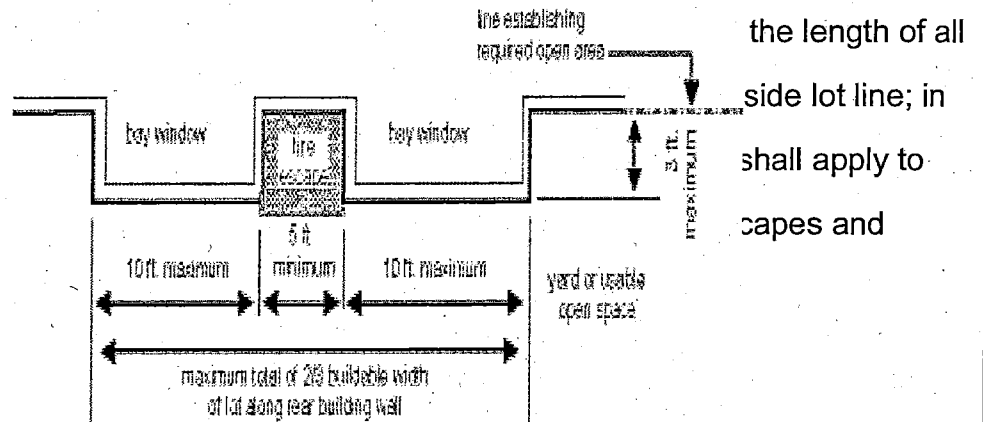 line establishing
required open area
the length of all
side lot line; in
shall apply to
capes and
bay window
fire
escape
bay window
3 ft.
maximum
10 ft. maximum
5 ft.
minimum
10 ft. maximum
yard or usable
open space
maximum total of 2/3 buildable width
of lot along rear building wall